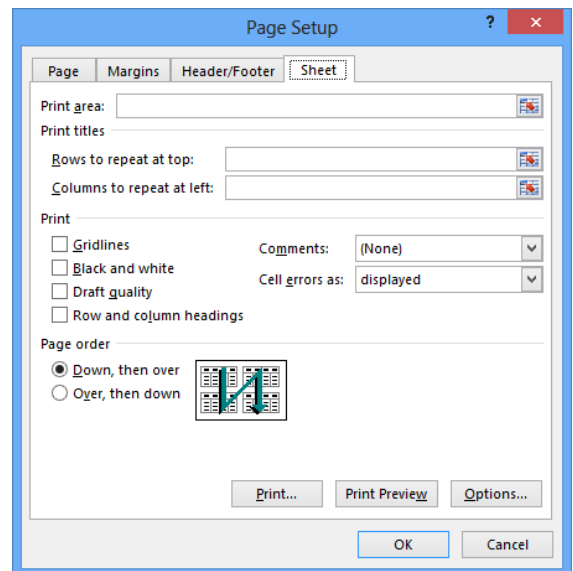 Page Setup ?
Page Margins Header/Footer Sheet
Print area:
Print titles
Rows to repeat at top:
Columns to repeat at left:
Print
Gridlines
Comments: (None)
Black and white
Cell errors as: displayed
Draft quality
Row and column headings
Page order
Down, then over
Over, then down
Print... Print Preview Options...
OK Cancel